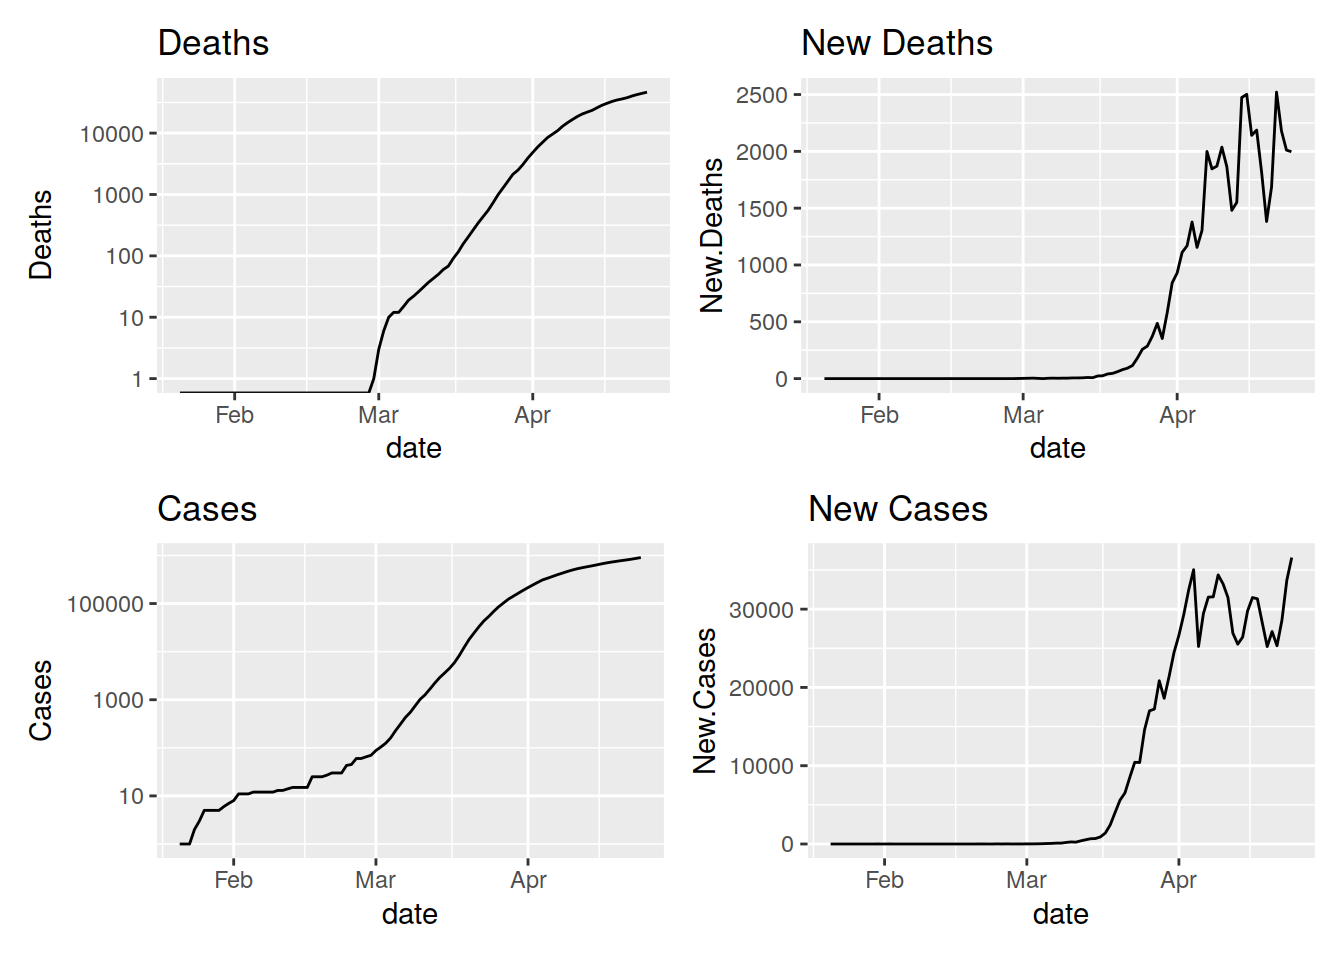 Deaths
Deaths
10000
1000
100
10
1
Feb Mar Apr
date
New Deaths
New.Deaths
2500
2000
1500
1000
500
0
Feb Mar Apr
date
Cases
Cases
100000
1000
10
Feb Mar Apr
date
New Cases
New.Cases
30000
20000
10000
0
Feb Mar Apr
date